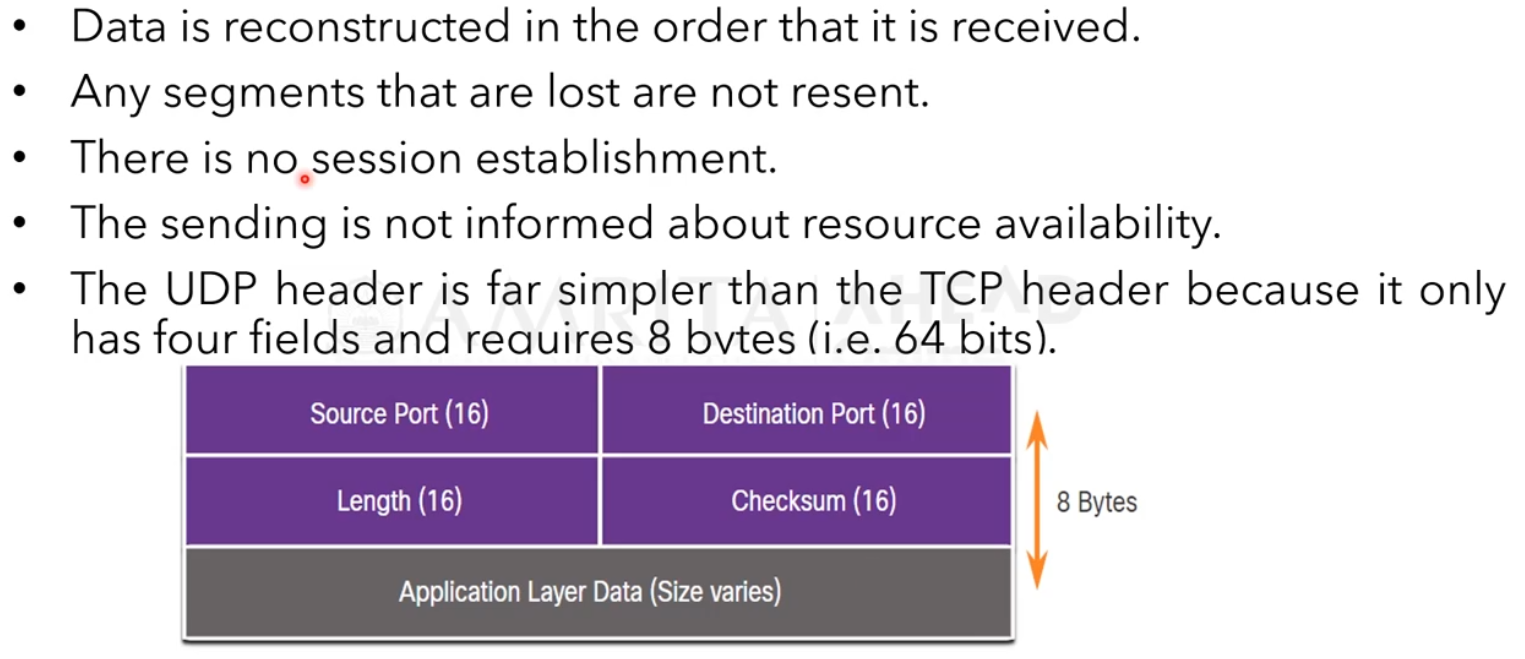 • Data is reconstructed in the order that it is received.
• Any segments that are lost are not resent.
• There is no session establishment.
• The sending is not informed about resource availability.
• The UDP header is far simpler than the TCP header because it only
has four fields and requires 8 bytes (i.e. 64 bits).
AMRITA | AHEAD
Source Port (16) Destination Port (16)
Length (16) Checksum (16)
8 Bytes
Application Layer Data (Size varies)